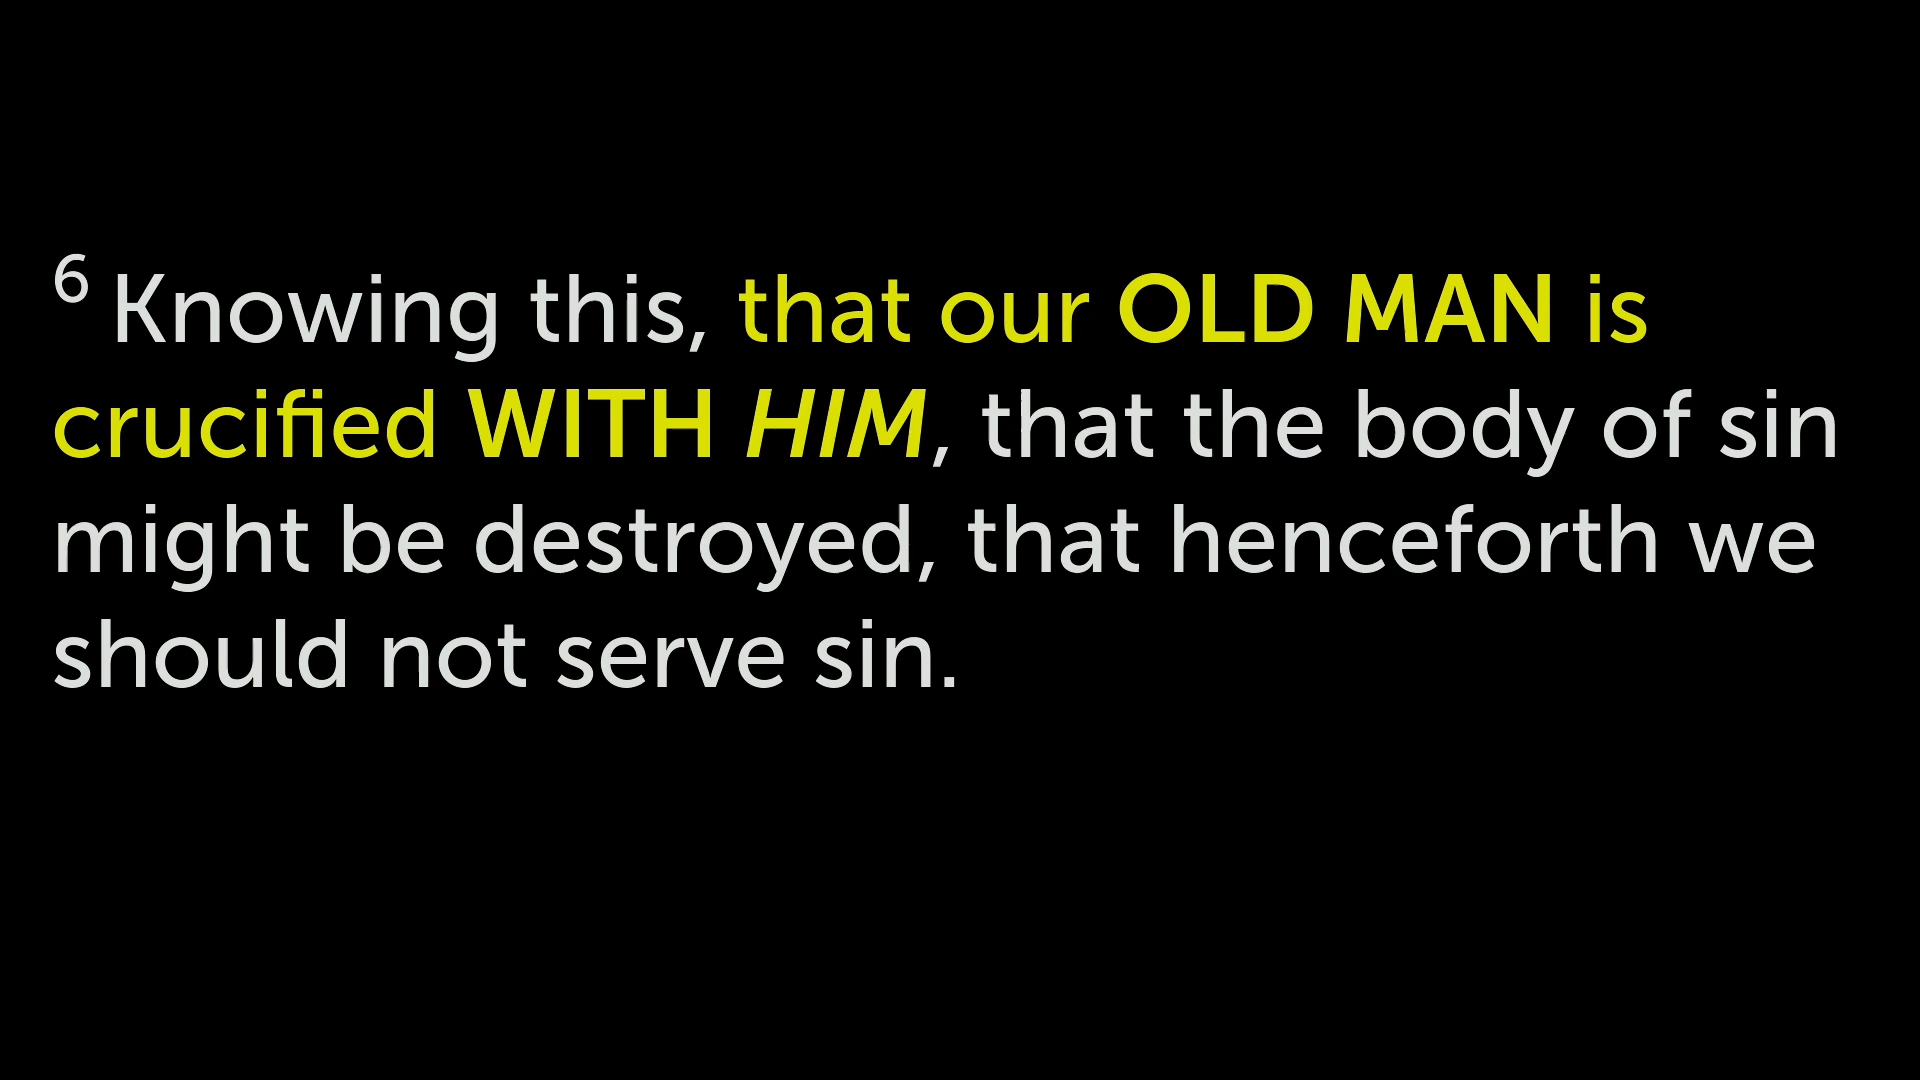 6 Knowing this, that our OLD MAN is
crucified WITH HIM, that the body of sin
might be destroyed, that henceforth we
should not serve sin.